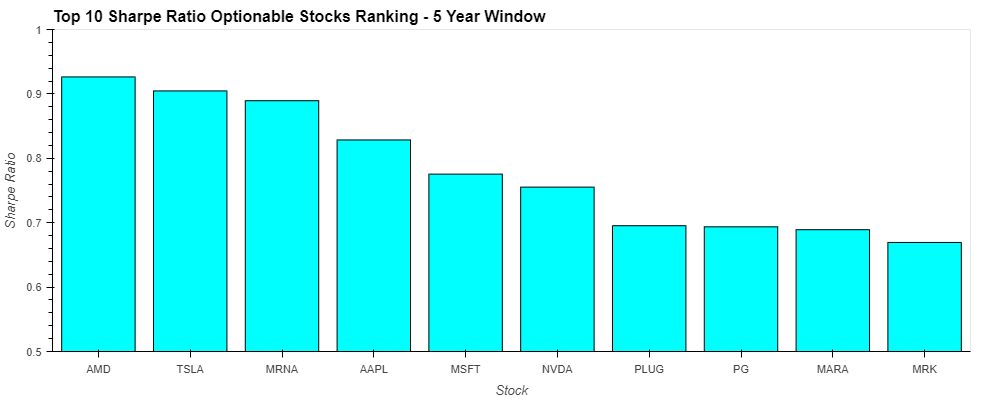 Top 10 Sharpe Ratio Optionable Stocks Ranking - 5 Year Window
1
0.9
0.8
0.7
0.6
0.5
Sharpe Ratio
AMD TSLA MRNA AAPL MSFT NVDA PLUG PG MARA MRK
Stock